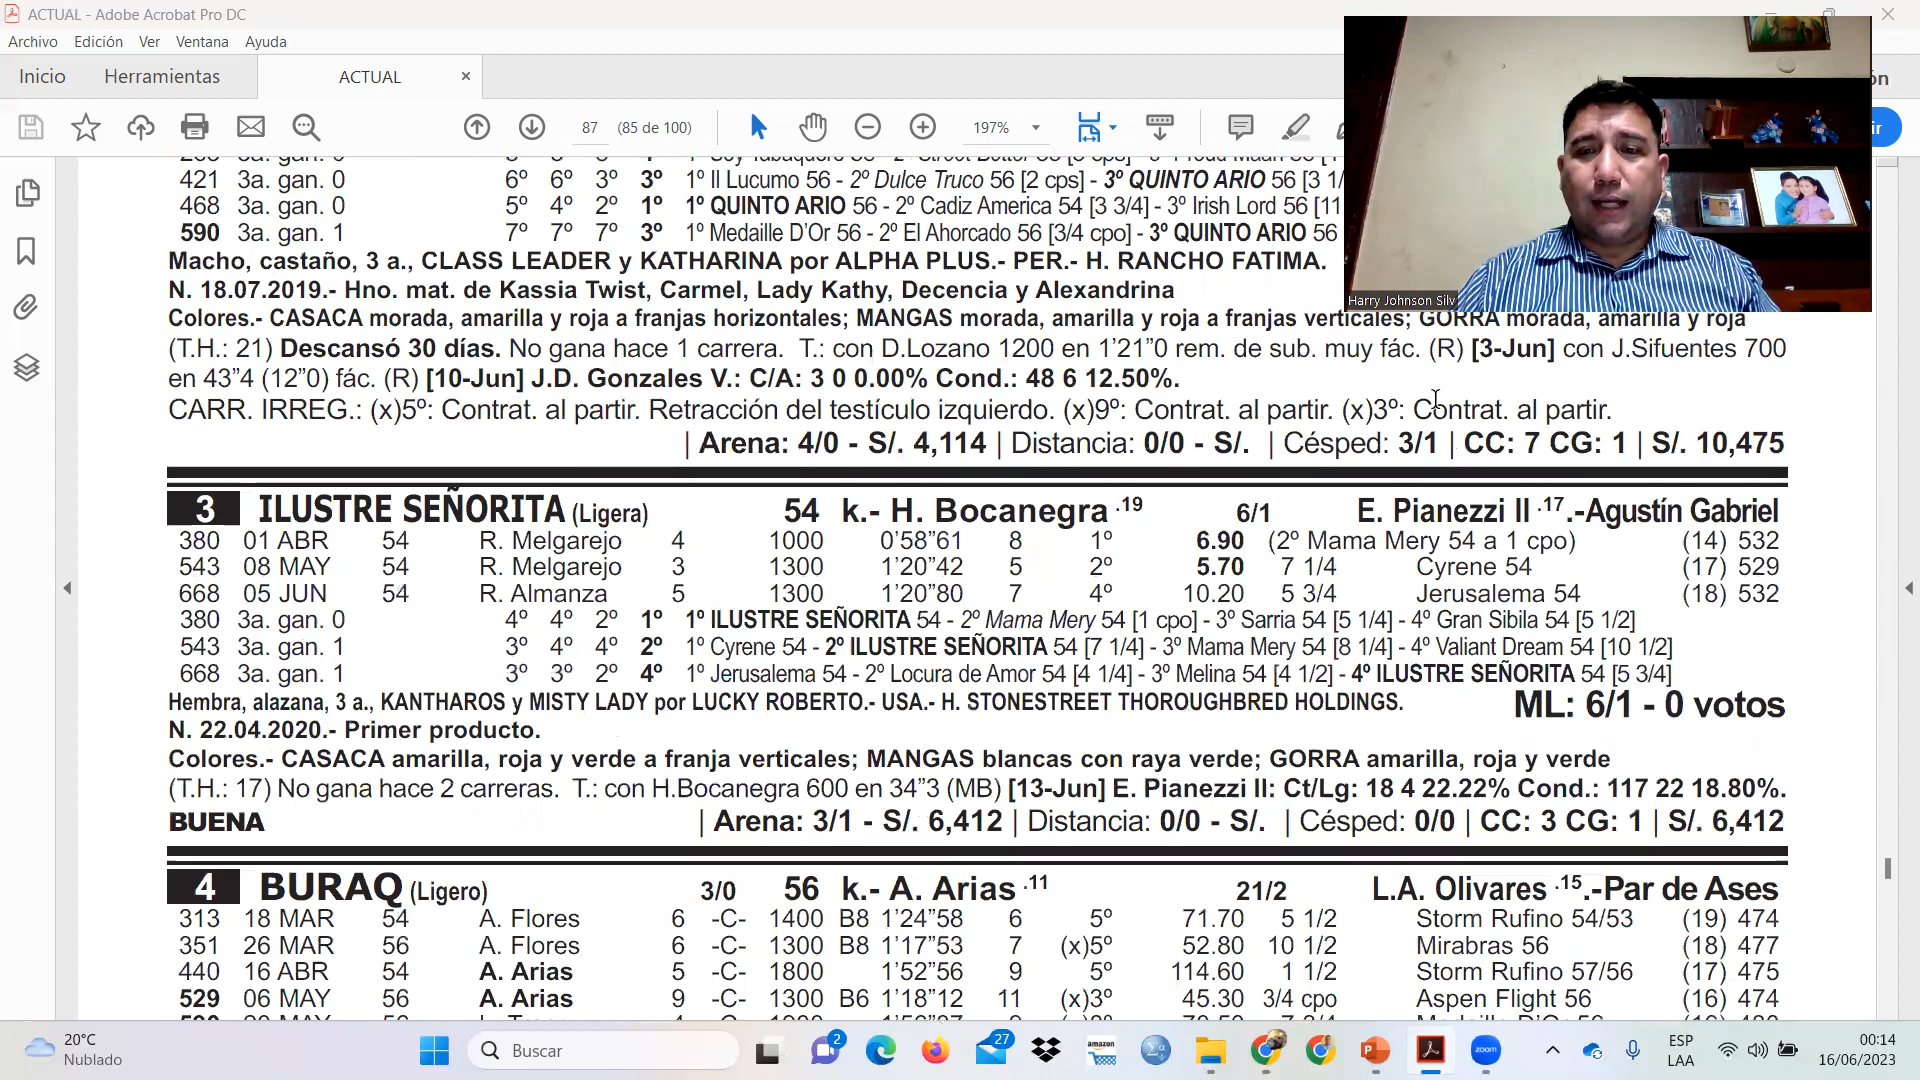 ACTUAL - Adobe Acrobat Pro DC
Archivo Edición Ver Ventana Ayuda
Inicio Herramientas ACTUAL ×
87 (85 de 100) 197%
421 3a. gan. 0 6º 6º 3º 3º 1º Il Lucumo 56 - 2º Dulce Truco 56 [2 cps] - 3º QUINTO ARIO 56 [3 1/
468 3a. gan. 0 5º 4º 2º 1º 1º QUINTO ARIO 56 - 2º Cadiz America 54 [3 3/4] - 3º Irish Lord 56 [11
590 3a. gan. 1 7º 7º 7º 3º 1º Medaille D'Or 56 - 2º El Ahorcado 56 [3/4 cpo] - 3º QUINTO ARIO 56
Harry Johnson Silv
Macho, castaño, 3 a., CLASS LEADER y KATHARINA por ALPHA PLUS.- PER.- H. RANCHO FATIMA.
N. 18.07.2019.- Hno. mat. de Kassia Twist, Carmel, Lady Kathy, Decencia y Alexandrina
Colores.- CASACA morada, amarilla y roja a franjas horizontales; MANGAS morada, amarilla y roja a franjas verticales; GORRA morada, amarilla y roja
(T.H.: 21) Descansó 30 días. No gana hace 1 carrera. T.: con D.Lozano 1200 en 1'21"0 rem. de sub. muy fác. (R) [3-Jun] con J.Sifuentes 700
en 43"4 (12"0) fác. (R) [10-Jun] J.D. Gonzales V.: C/A: 3 0 0.00% Cond.: 48 6 12.50%.
CARR. IRREG.: (x)5º: Contrat. al partir. Retracción del testículo izquierdo. (x)9º: Contrat. al partir. (x)3º: Contrat. al partir.
| Arena: 4/0 - S/. 4,114 | Distancia: 0/0 - S/. | Césped: 3/1 | CC: 7 CG: 1 | S/. 10,475
3 ILUSTRE SEÑORITA (Ligera) 54 k.- H. Bocanegra .19 6/1 E. Pianezzi II .17.-Agustín Gabriel
380 01 ABR 54 R. Melgarejo 4 1000 0'58"61 8 1º 6.90 (2º Mama Mery 54 a 1 cpo) (14) 532
543 08 MAY 54 R. Melgarejo 3 1300 1'20"42 5 2º 5.70 7 1/4 Cyrene 54 (17) 529
668 05 JUN 54 R. Almanza 5 1300 1'20"80 7 4º 10.20 5 3/4 Jerusalema 54 (18) 532
380 3a. gan. 0 4º 4º 2º 1º 1º ILUSTRE SEÑORITA 54 - 2º Mama Mery 54 [1 cpo] - 3º Sarria 54 [5 1/4] - 4º Gran Sibila 54 [5 1/2]
543 3a. gan. 1 3º 4º 4º 2º 1º Cyrene 54 - 2º ILUSTRE SEÑORITA 54 [7 1/4] - 3º Mama Mery 54 [8 1/4] - 4º Valiant Dream 54 [10 1/2]
668 3a. gan. 1 3º 3º 2º 4º 1º Jerusalema 54 - 2º Locura de Amor 54 [4 1/4] - 3º Melina 54 [4 1/2] - 4º ILUSTRE SEÑORITA 54 [5 3/4]
Hembra, alazana, 3 a., KANTHAROS y MISTY LADY por LUCKY ROBERTO.- USA.- H. STONESTREET THOROUGHBRED HOLDINGS. ML: 6/1 - 0 votos
N. 22.04.2020.- Primer producto.
Colores.- CASACA amarilla, roja y verde a franja verticales; MANGAS blancas con raya verde; GORRA amarilla, roja y verde
(T.H.: 17) No gana hace 2 carreras. T.: con H.Bocanegra 600 en 34"3 (MB) [13-Jun] E. Pianezzi II: Ct/Lg: 18 4 22.22% Cond.: 117 22 18.80%.
BUENA | Arena: 3/1 - S/. 6,412 | Distancia: 0/0 - S/. | Césped: 0/0 | CC: 3 CG: 1 | S/. 6,412
4 BURAQ (Ligero) 3/0 56 k.- A. Arias .11 21/2 L.A. Olivares .15.-Par de Ases
313 18 MAR 54 A. Flores 6 -C- 1400 B8 1'24"58 6 5º 71.70 5 1/2 Storm Rufino 54/53 (19) 474
351 26 MAR 56 A. Flores 6 -C- 1300 B8 1'17"53 7 (x)5º 52.80 10 1/2 Mirabras 56 (18) 477
440 16 ABR 54 A. Arias 5 -C- 1800 1'52"56 9 5º 114.60 1 1/2 Storm Rufino 57/56 (17) 475
529 06 MAY 56 A. Arias 9 -C- 1300 B6 1'18"12 11 (x)3º 45.30 3/4 cpo Aspen Flight 56 (16) 474
20°C
Nublado
Buscar
2
27
amazon
zoom
ESP
LAA
00:14
16/06/2023